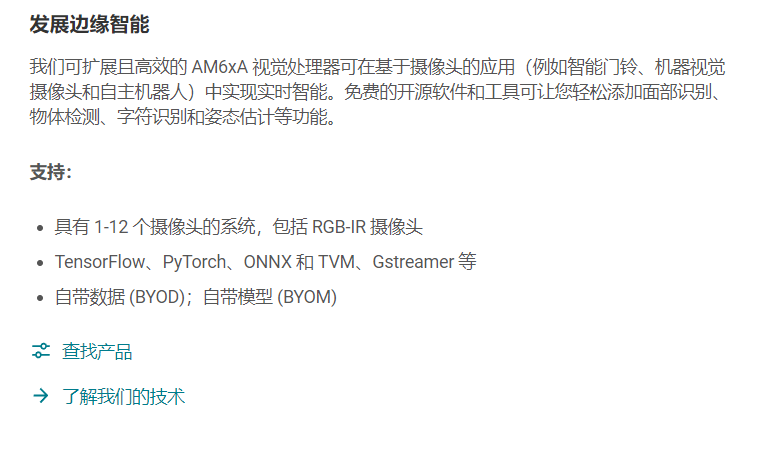 发展边缘智能
我们可扩展且高效的 AM6xA 视觉处理器可在基于摄像头的应用（例如智能门铃、机器视觉
摄像头和自主机器人）中实现实时智能。免费的开源软件和工具可让您轻松添加面部识别、
物体检测、字符识别和姿态估计等功能。
支持：
• 具有 1-12 个摄像头的系统，包括 RGB-IR 摄像头
• TensorFlow、PyTorch、ONNX 和 TVM、Gstreamer 等
• 自带数据 (BYOD)；自带模型 (BYOM)
查找产品
了解我们的技术